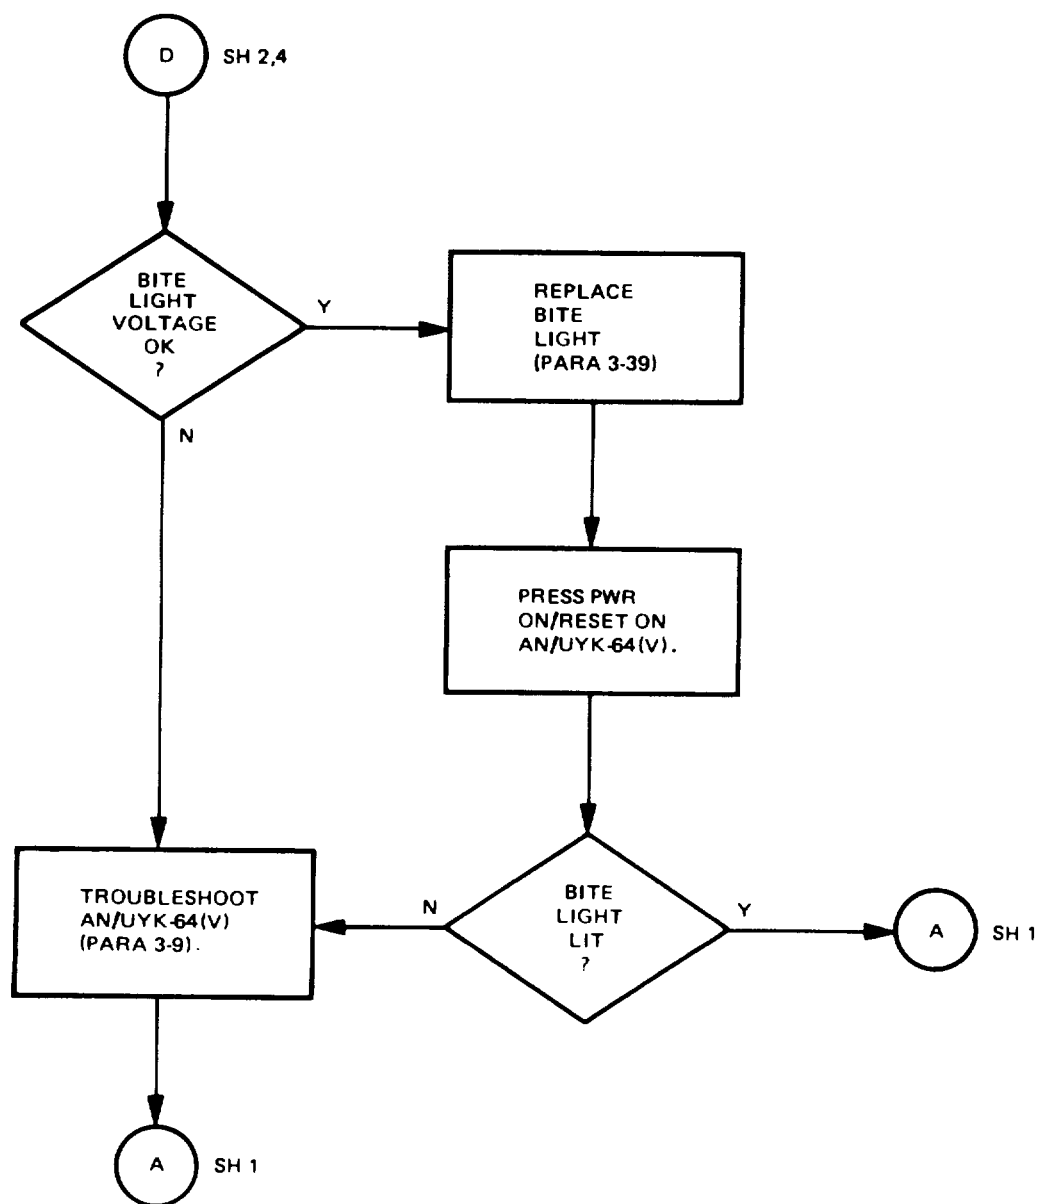 D
SH 2,4
BITE
LIGHT
VOLTAGE
OK
?
Y
N
REPLACE
BITE
LIGHT
(PARA 3-39)
PRESS PWR
ON/RESET ON
AN/UYK-64(V).
BITE
LIGHT
LIT
?
N
Y
A
SH 1
TROUBLESHOOT
AN/UYK-64(V)
(PARA 3-9).
A
SH 1